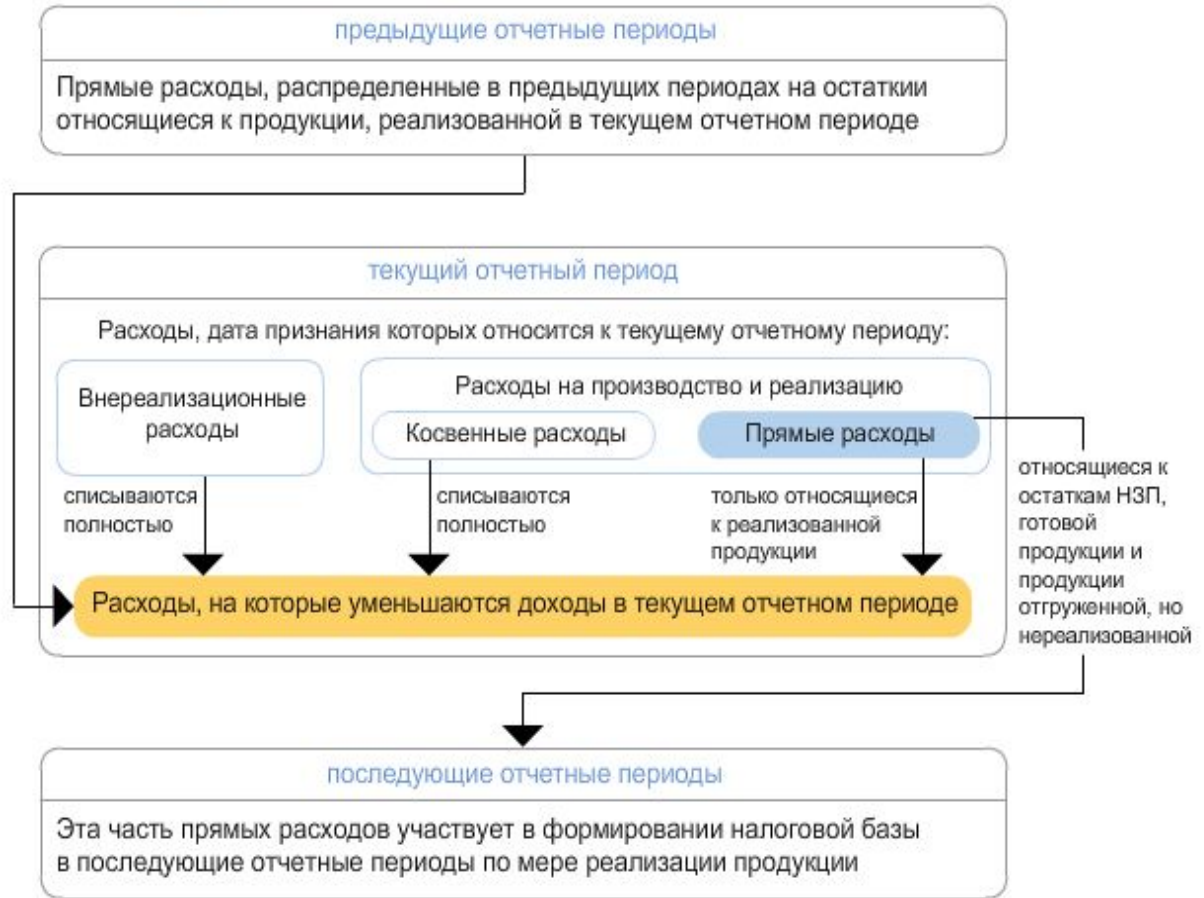 предыдущие отчетные периоды
Прямые расходы, распределенные в предыдущих периодах на остаткии
относящиеся к продукции, реализованной в текущем отчетном периоде
текущий отчетный период
Расходы, дата признания которых относится к текущему отчетному периоду:
Внереализационные
расходы
Расходы на производство и реализацию
Косвенные расходы
Прямые расходы
списываются
полностью
списываются
полностью
только относящиеся
к реализованной
продукции
относящиеся к
остаткам НЗП,
готовой
продукции и
продукции
отгруженной, но
нереализованной
Расходы, на которые уменьшаются доходы в текущем отчетном периоде
последующие отчетные периоды
Эта часть прямых расходов участвует в формировании налоговой базы
в последующие отчетные периоды по мере реализации продукции